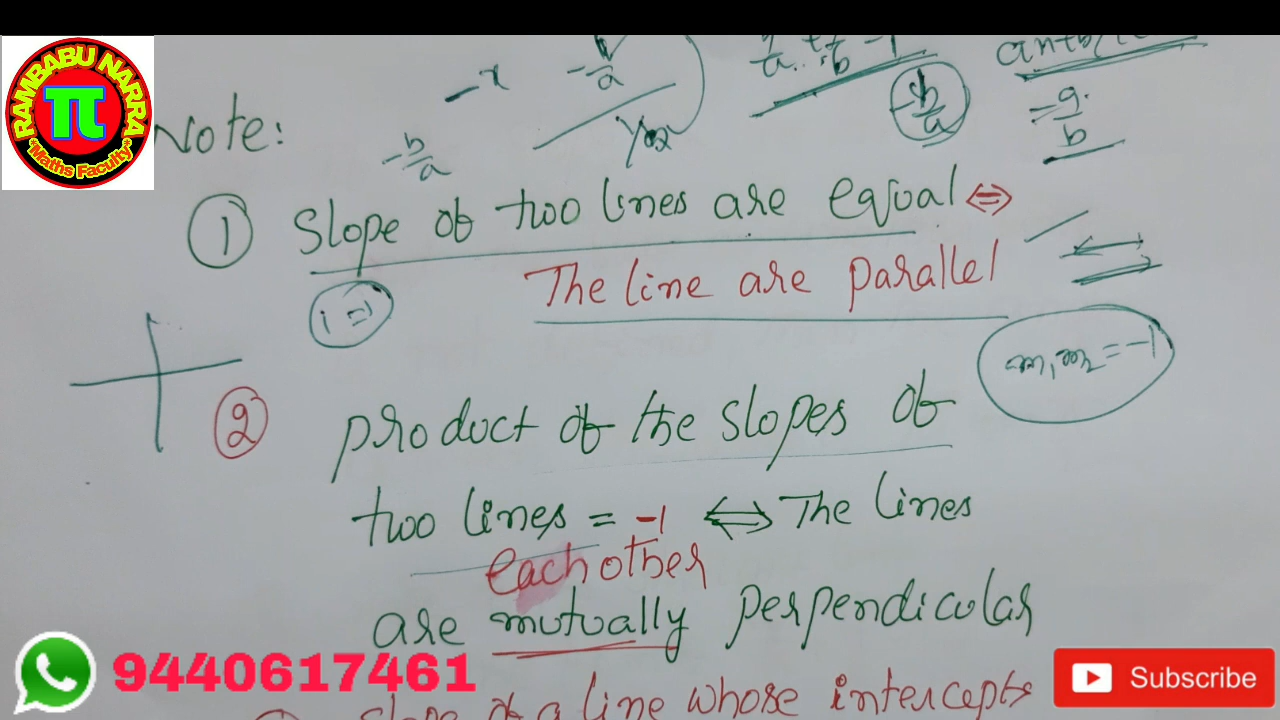 RAMBABU NARRA
π
"Maths Faculty"
-x
-b/a
x/a + y/b = 1
-b/a
= -a/b
Note:
-b/a
① Slope of two lines are equal ⇔
The line are parallel
m₁m₂ = -1
② product of the slopes of
two lines = -1 ⇔ The lines
each other
are mutually perpendicular
Slope of a line whose intercepts
9440617461
Subscribe